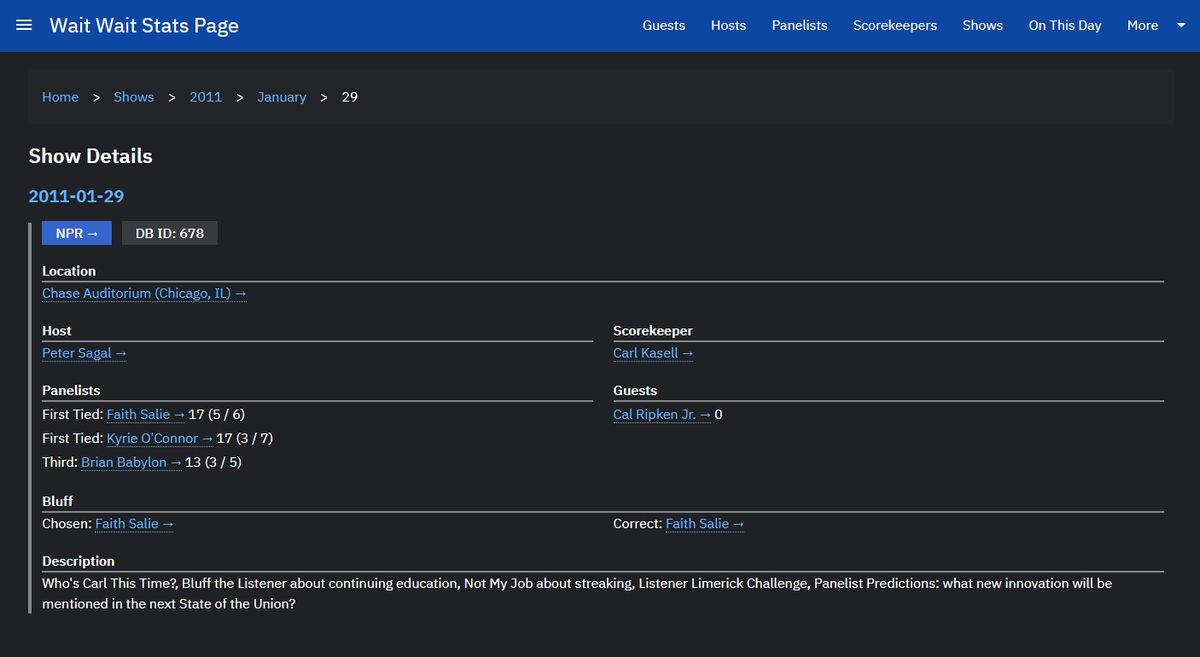 Wait Wait Stats Page
Guests Hosts Panelists Scorekeepers Shows On This Day More
Home > Shows > 2011 > January > 29
Show Details
2011-01-29
NPR → DB ID: 678
Location
Chase Auditorium (Chicago, IL) →
Host
Peter Sagal →
Scorekeeper
Carl Kasell →
Panelists
First Tied: Faith Salie → 17 (5 / 6)
First Tied: Kyrie O'Connor → 17 (3 / 7)
Third: Brian Babylon → 13 (3 / 5)
Guests
Cal Ripken Jr. → 0
Bluff
Chosen: Faith Salie →
Correct: Faith Salie →
Description
Who's Carl This Time?, Bluff the Listener about continuing education, Not My Job about streaking, Listener Limerick Challenge, Panelist Predictions: what new innovation will be
mentioned in the next State of the Union?